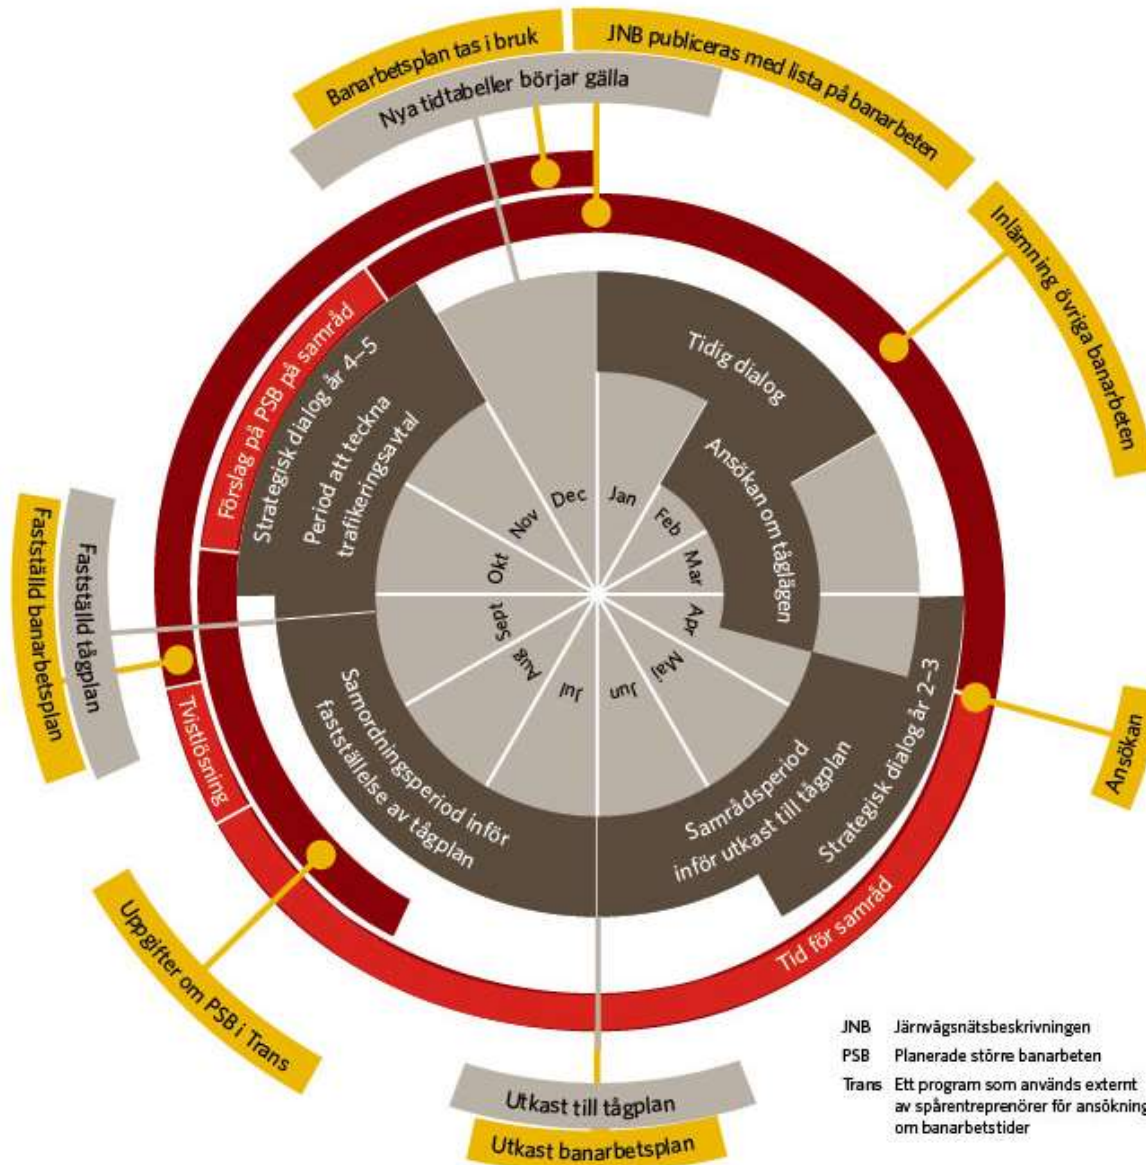 Banarbetsplan tas i bruk
JNB publiceras med lista på banarbeten
Nya tidtabeller börjar gälla
Inlämning övriga banarbeten
Förslag på PSB på samråd
Strategisk dialog år 4–5
Period att teckna
trafikeringsavtal
Tidig dialog
Ansökan om tåglägen
Jan
Feb
Mar
Apr
Maj
Jun
Jul
Aug
Sept
Okt
Nov
Dec
Fastställd banarbetsplan
Fastställd tågplan
Tvistlösning
Samordningsperiod inför
fastställelse av tågplan
Samrådsperiod
inför utkast till tågplan
Strategisk dialog år 2–3
Ansökan
Tid för samråd
Uppgifter om PSB i Trans
Utkast till tågplan
Utkast banarbetsplan
JNB Järnvägsnätsbeskrivningen
PSB Planerade större banarbeten
Trans Ett program som används externt
av spårentreprenörer för ansökning
om banarbetstider